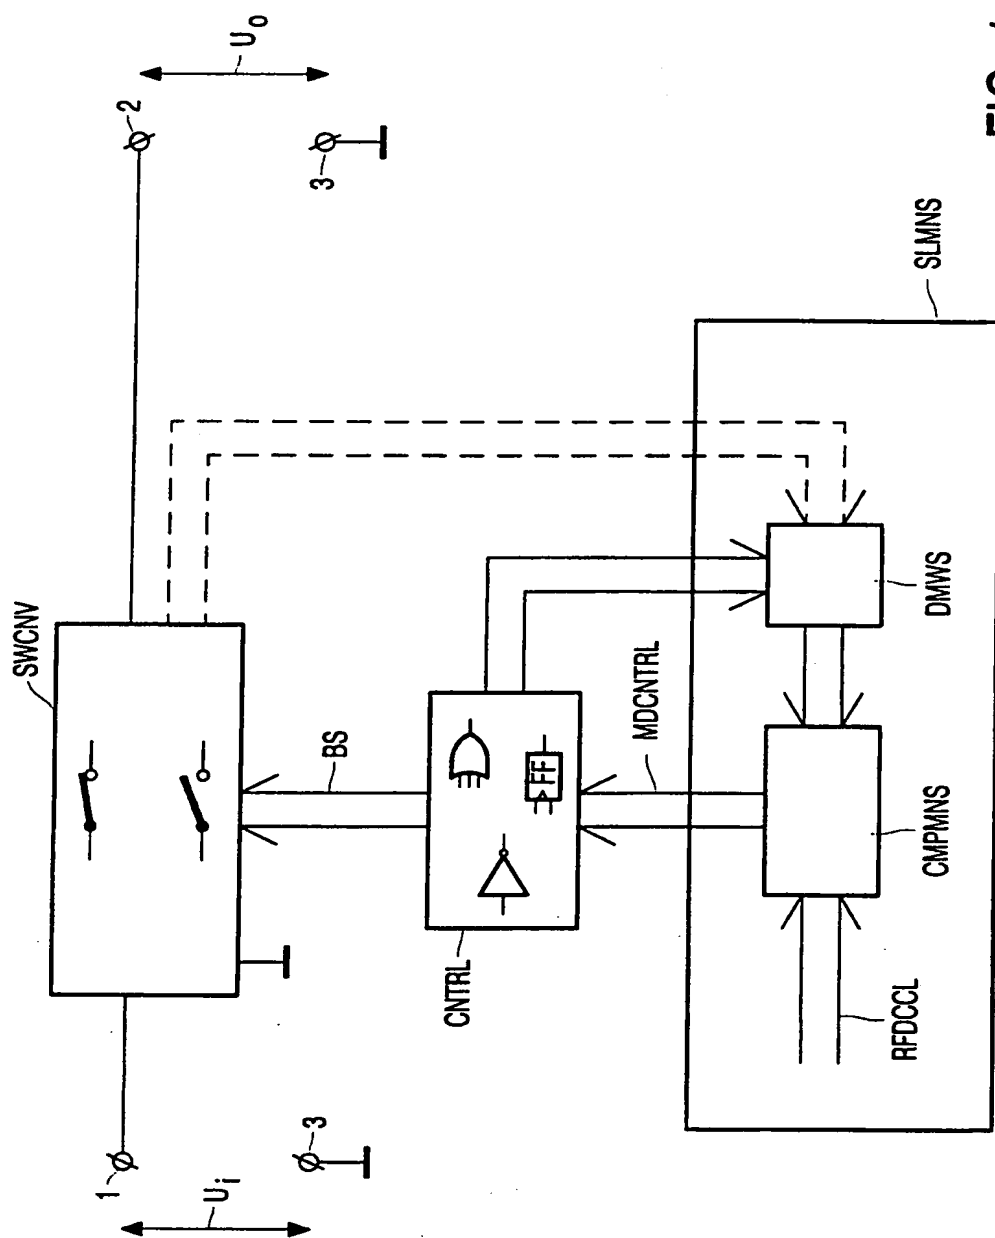 SWCNV
1
2
Ui
Uo
3
3
BS
CNTRL
FF
MDCNTRL
RFDCCL
CMPMNS
DMWS
SLMNS